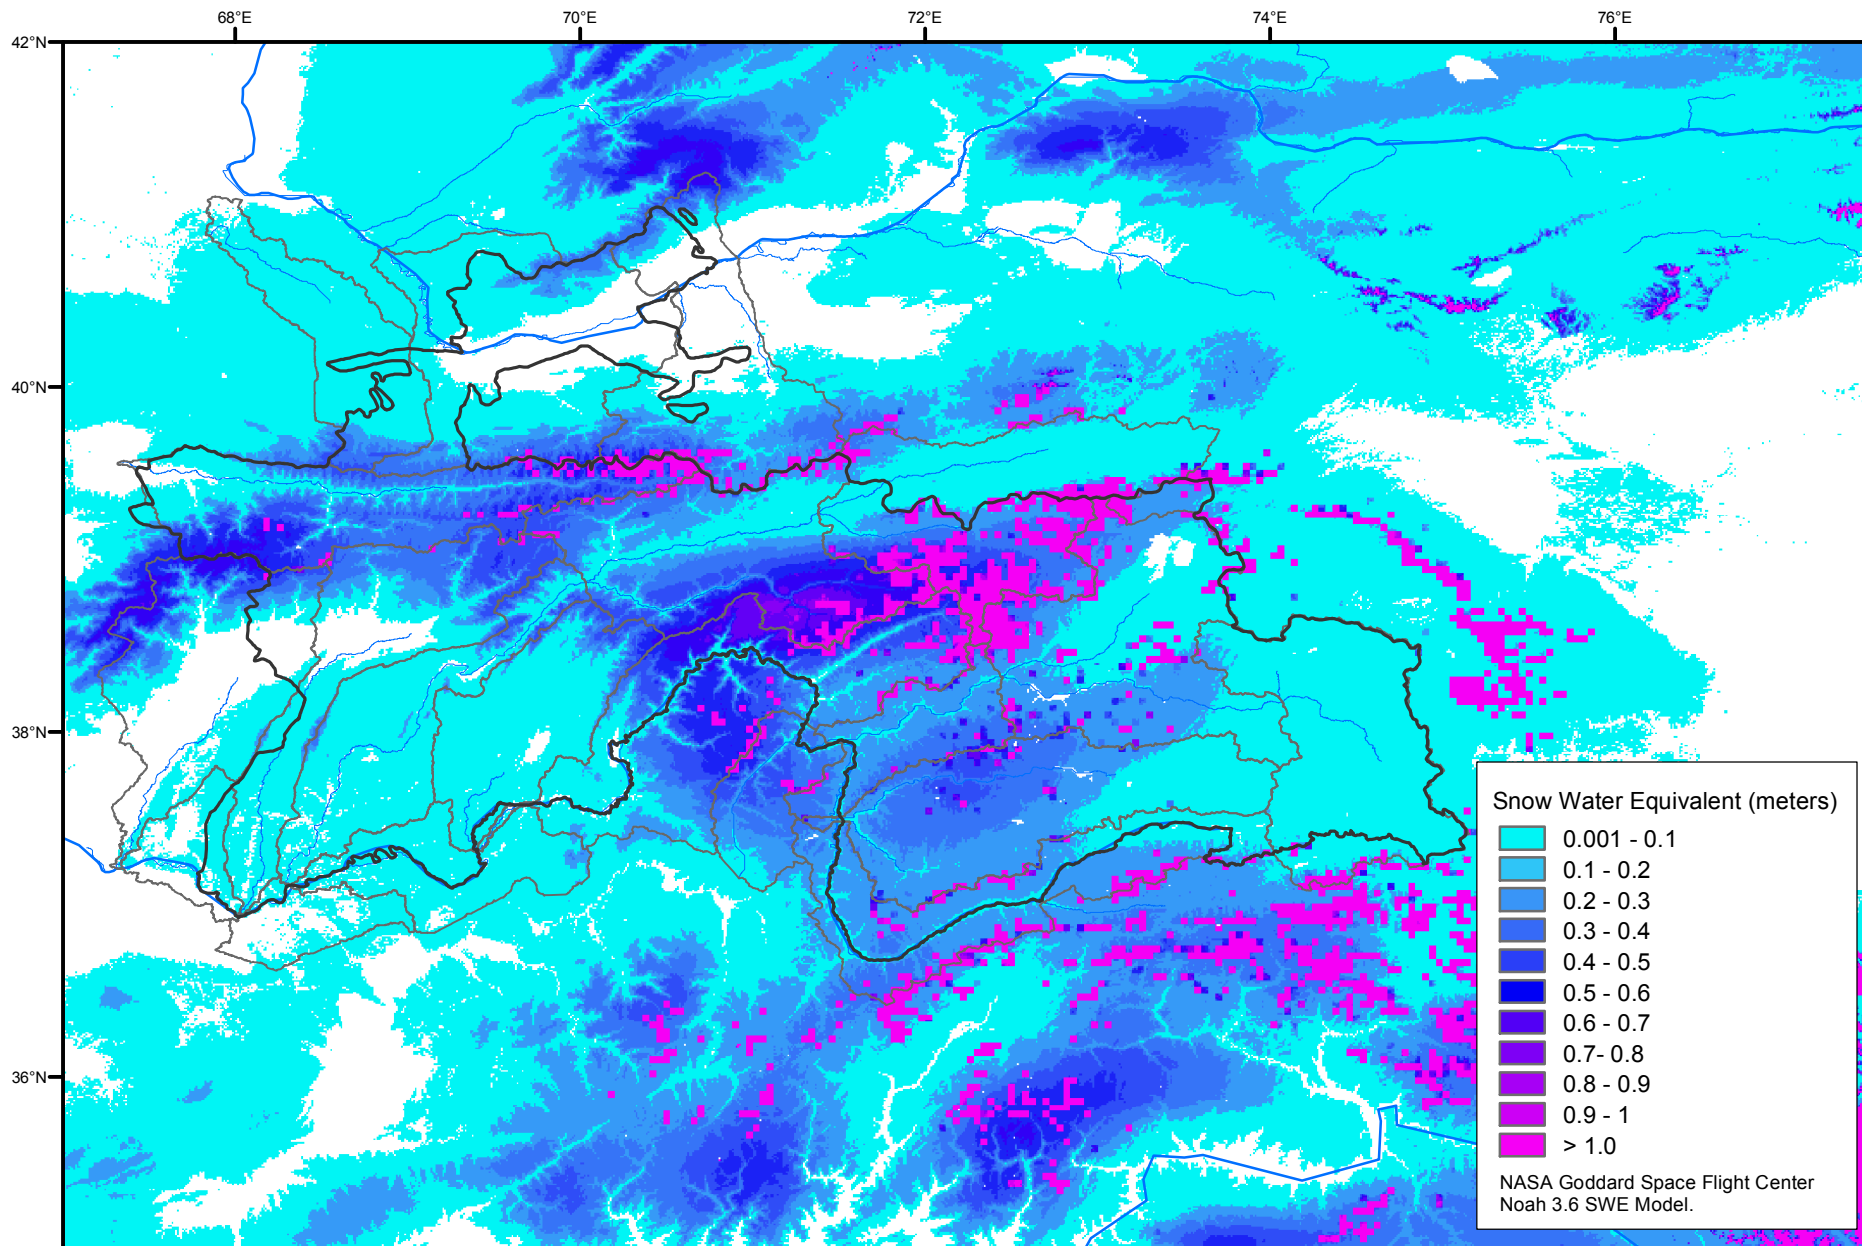 68°E
70°E
72°E
74°E
76°E
42°N
40°N
38°N
36°N
Snow Water Equivalent (meters)
0.001 - 0.1
0.1 - 0.2
0.2 - 0.3
0.3 - 0.4
0.4 - 0.5
0.5 - 0.6
0.6 - 0.7
0.7- 0.8
0.8 - 0.9
0.9 - 1
> 1.0
NASA Goddard Space Flight Center
Noah 3.6 SWE Model.